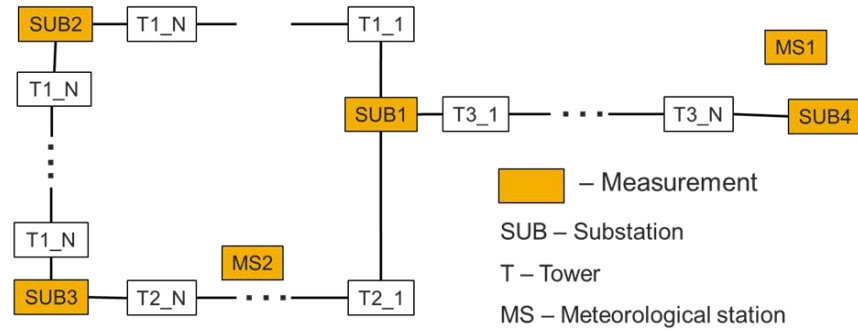 SUB2
T1_N
T1_1
MS1
T1_N
SUB1
T3_1
T3_N
SUB4
– Measurement
SUB – Substation
T1_N
MS2
T – Tower
SUB3
T2_N
T2_1
MS – Meteorological station